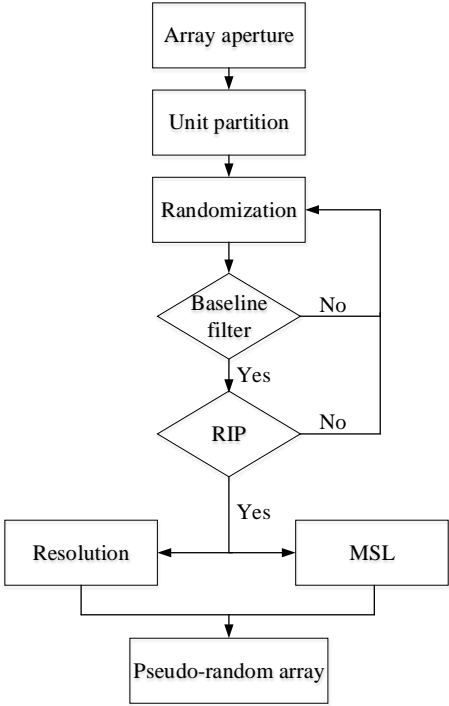 Array aperture
Unit partition
Randomization
Baseline
filter
No
Yes
RIP
No
Yes
Resolution
MSL
Pseudo-random array